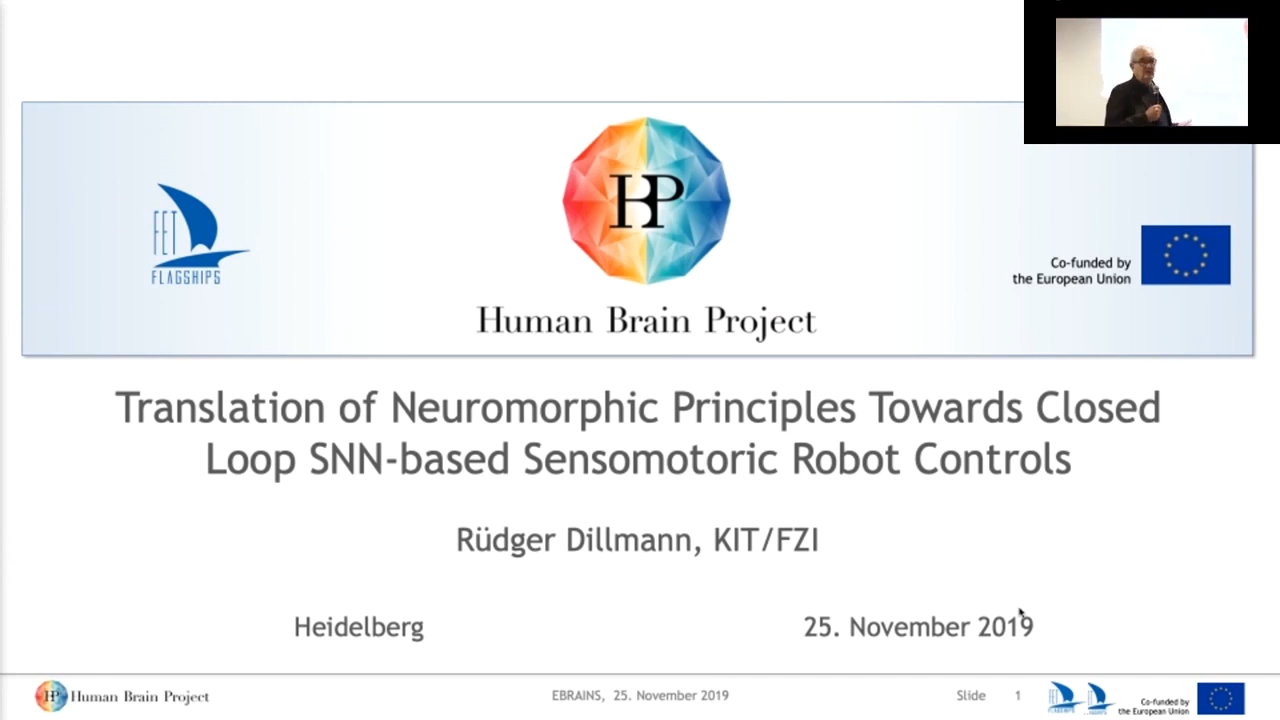 FET
FLAGSHIPS
HP
Human Brain Project
Co-funded by
the European Union
Translation of Neuromorphic Principles Towards Closed
Loop SNN-based Sensomotoric Robot Controls
Rüdger Dillmann, KIT/FZI
Heidelberg
25. November 2019
HP Human Brain Project
EBRAINS, 25. November 2019
Slide 1
Co-funded by
the European Union